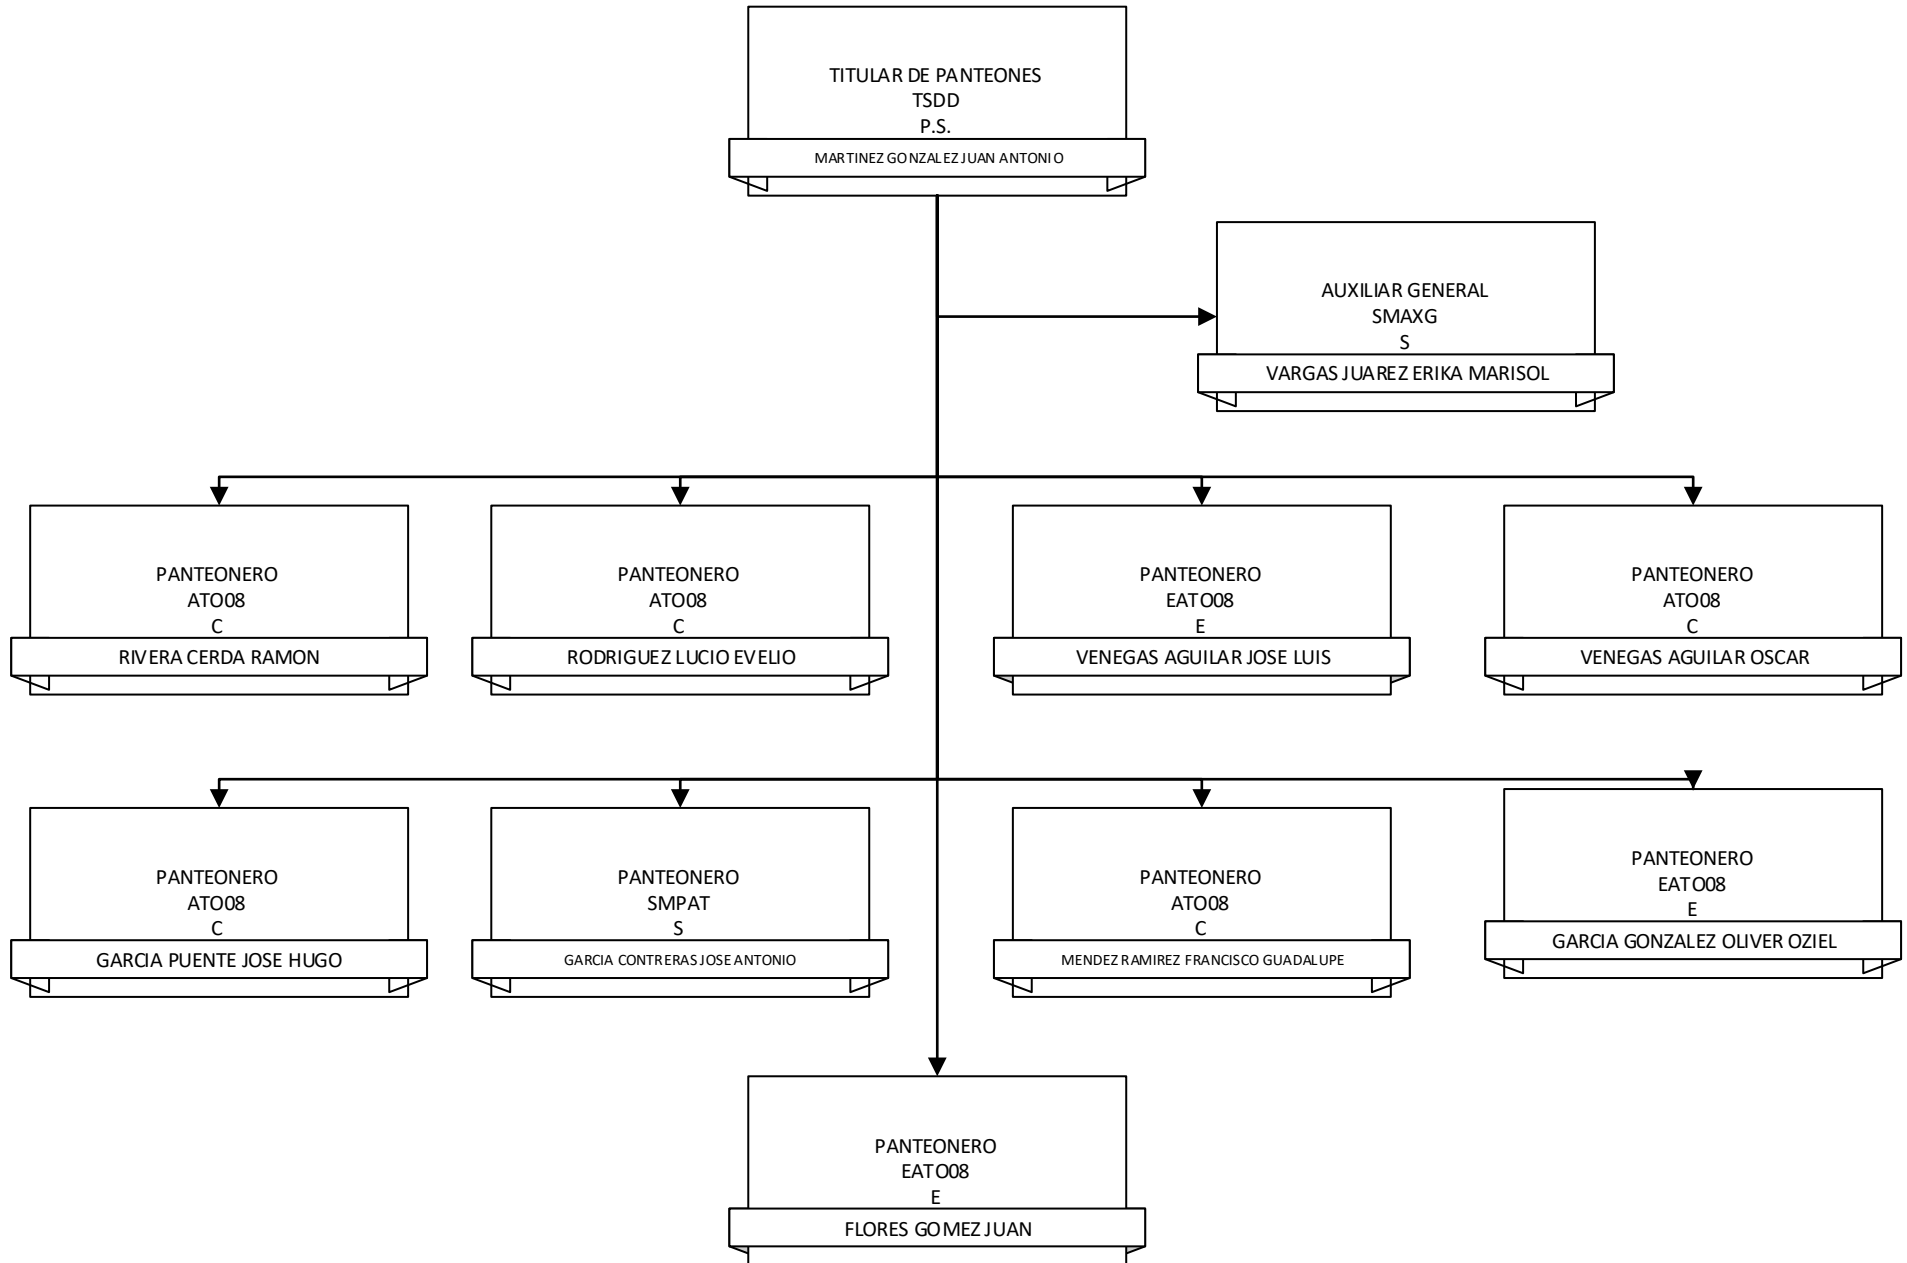 TITULAR DE PANTEONES
TSDD
P.S.
MARTINEZ GONZALEZ JUAN ANTONIO
AUXILIAR GENERAL
SMAXG
S
VARGAS JUAREZ ERIKA MARISOL
PANTEONERO
ATO08
C
RIVERA CERDA RAMON
PANTEONERO
ATO08
C
RODRIGUEZ LUCIO EVELIO
PANTEONERO
EATO08
E
VENEGAS AGUILAR JOSE LUIS
PANTEONERO
ATO08
C
VENEGAS AGUILAR OSCAR
PANTEONERO
ATO08
C
GARCIA PUENTE JOSE HUGO
PANTEONERO
SMPAT
S
GARCIA CONTRERAS JOSE ANTONIO
PANTEONERO
ATO08
C
MENDEZ RAMIREZ FRANCISCO GUADALUPE
PANTEONERO
EATO08
E
GARCIA GONZALEZ OLIVER OZIEL
PANTEONERO
EATO08
E
FLORES GOMEZ JUAN